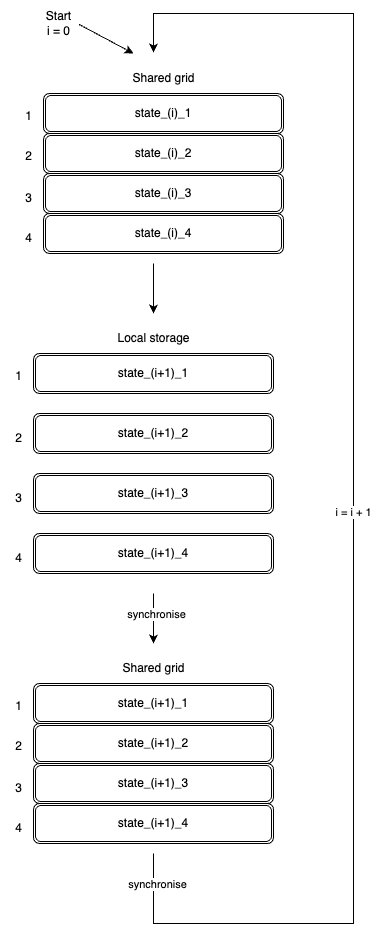 Start
i = 0
Shared grid
1 state_(i)_1
2 state_(i)_2
3 state_(i)_3
4 state_(i)_4
Local storage
1 state_(i+1)_1
2 state_(i+1)_2
3 state_(i+1)_3
4 state_(i+1)_4
i = i + 1
synchronise
Shared grid
1 state_(i+1)_1
2 state_(i+1)_2
3 state_(i+1)_3
4 state_(i+1)_4
synchronise